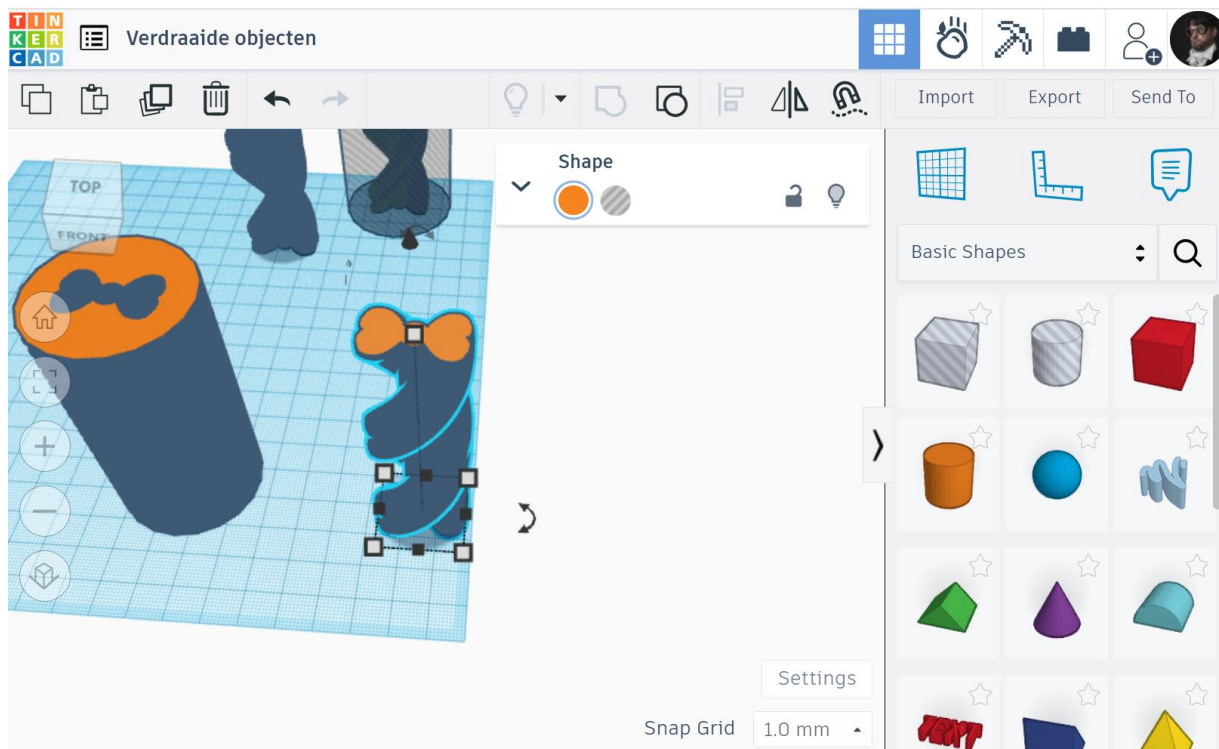 TIN
KER
CAD
Verdraaide objecten
Import
Export
Send To
Shape
TOP
FRONT
Basic Shapes
TEXT
Settings
Snap Grid
1.0 mm